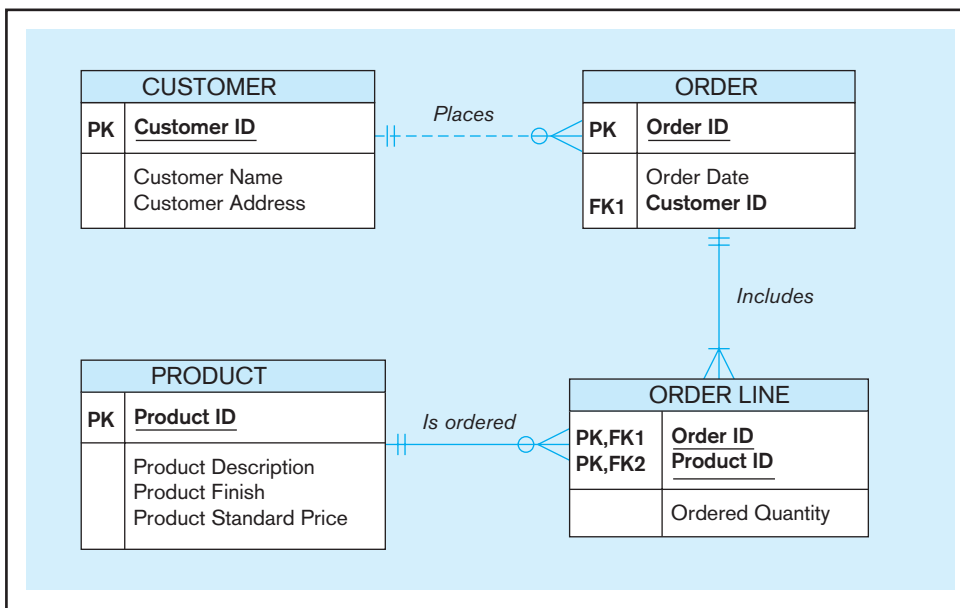 CUSTOMER
PK Customer ID
Customer Name
Customer Address
Places
ORDER
PK Order ID
Order Date
FK1 Customer ID
Includes
PRODUCT
PK Product ID
Product Description
Product Finish
Product Standard Price
Is ordered
ORDER LINE
PK,FK1 Order ID
PK,FK2 Product ID
Ordered Quantity